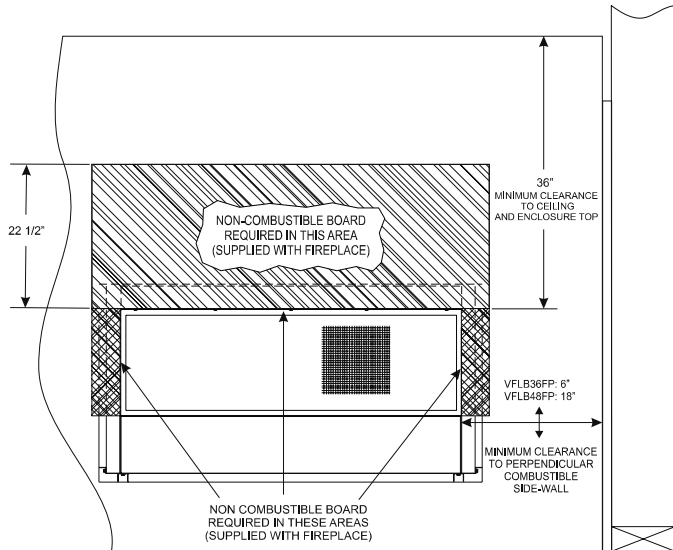 36"
MINIMUM CLEARANCE
TO CEILING
AND ENCLOSURE TOP
22 1/2"
NON-COMBUSTIBLE BOARD
REQUIRED IN THIS AREA
(SUPPLIED WITH FIREPLACE)
VFLB36FP: 6"
VFLB48FP: 18"
MINIMUM CLEARANCE
TO PERPENDICULAR
COMBUSTIBLE
SIDE-WALL
NON COMBUSTIBLE BOARD
REQUIRED IN THESE AREAS
(SUPPLIED WITH FIREPLACE)